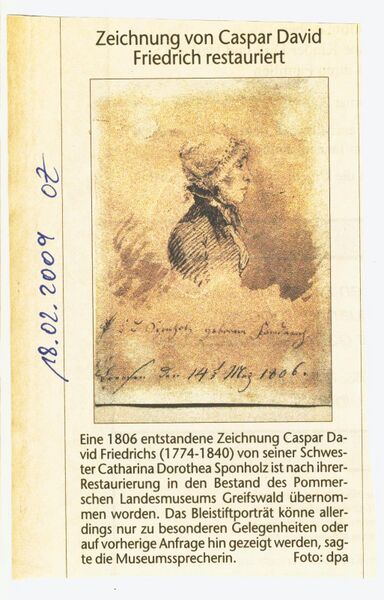 Zeichnung von Caspar David
Friedrich restauriert
18.02.2009 OZ
den 14t May 1806.
Eine 1806 entstandene Zeichnung Caspar Da-
vid Friedrichs (1774-1840) von seiner Schwes-
ter Catharina Dorothea Sponholz ist nach ihrer
Restaurierung in den Bestand des Pommer-
schen Landesmuseums Greifswald übernom-
men worden. Das Bleistiftporträt könne aller-
dings nur zu besonderen Gelegenheiten oder
auf vorherige Anfrage hin gezeigt werden, sag-
te die Museumssprecherin. Foto: dpa